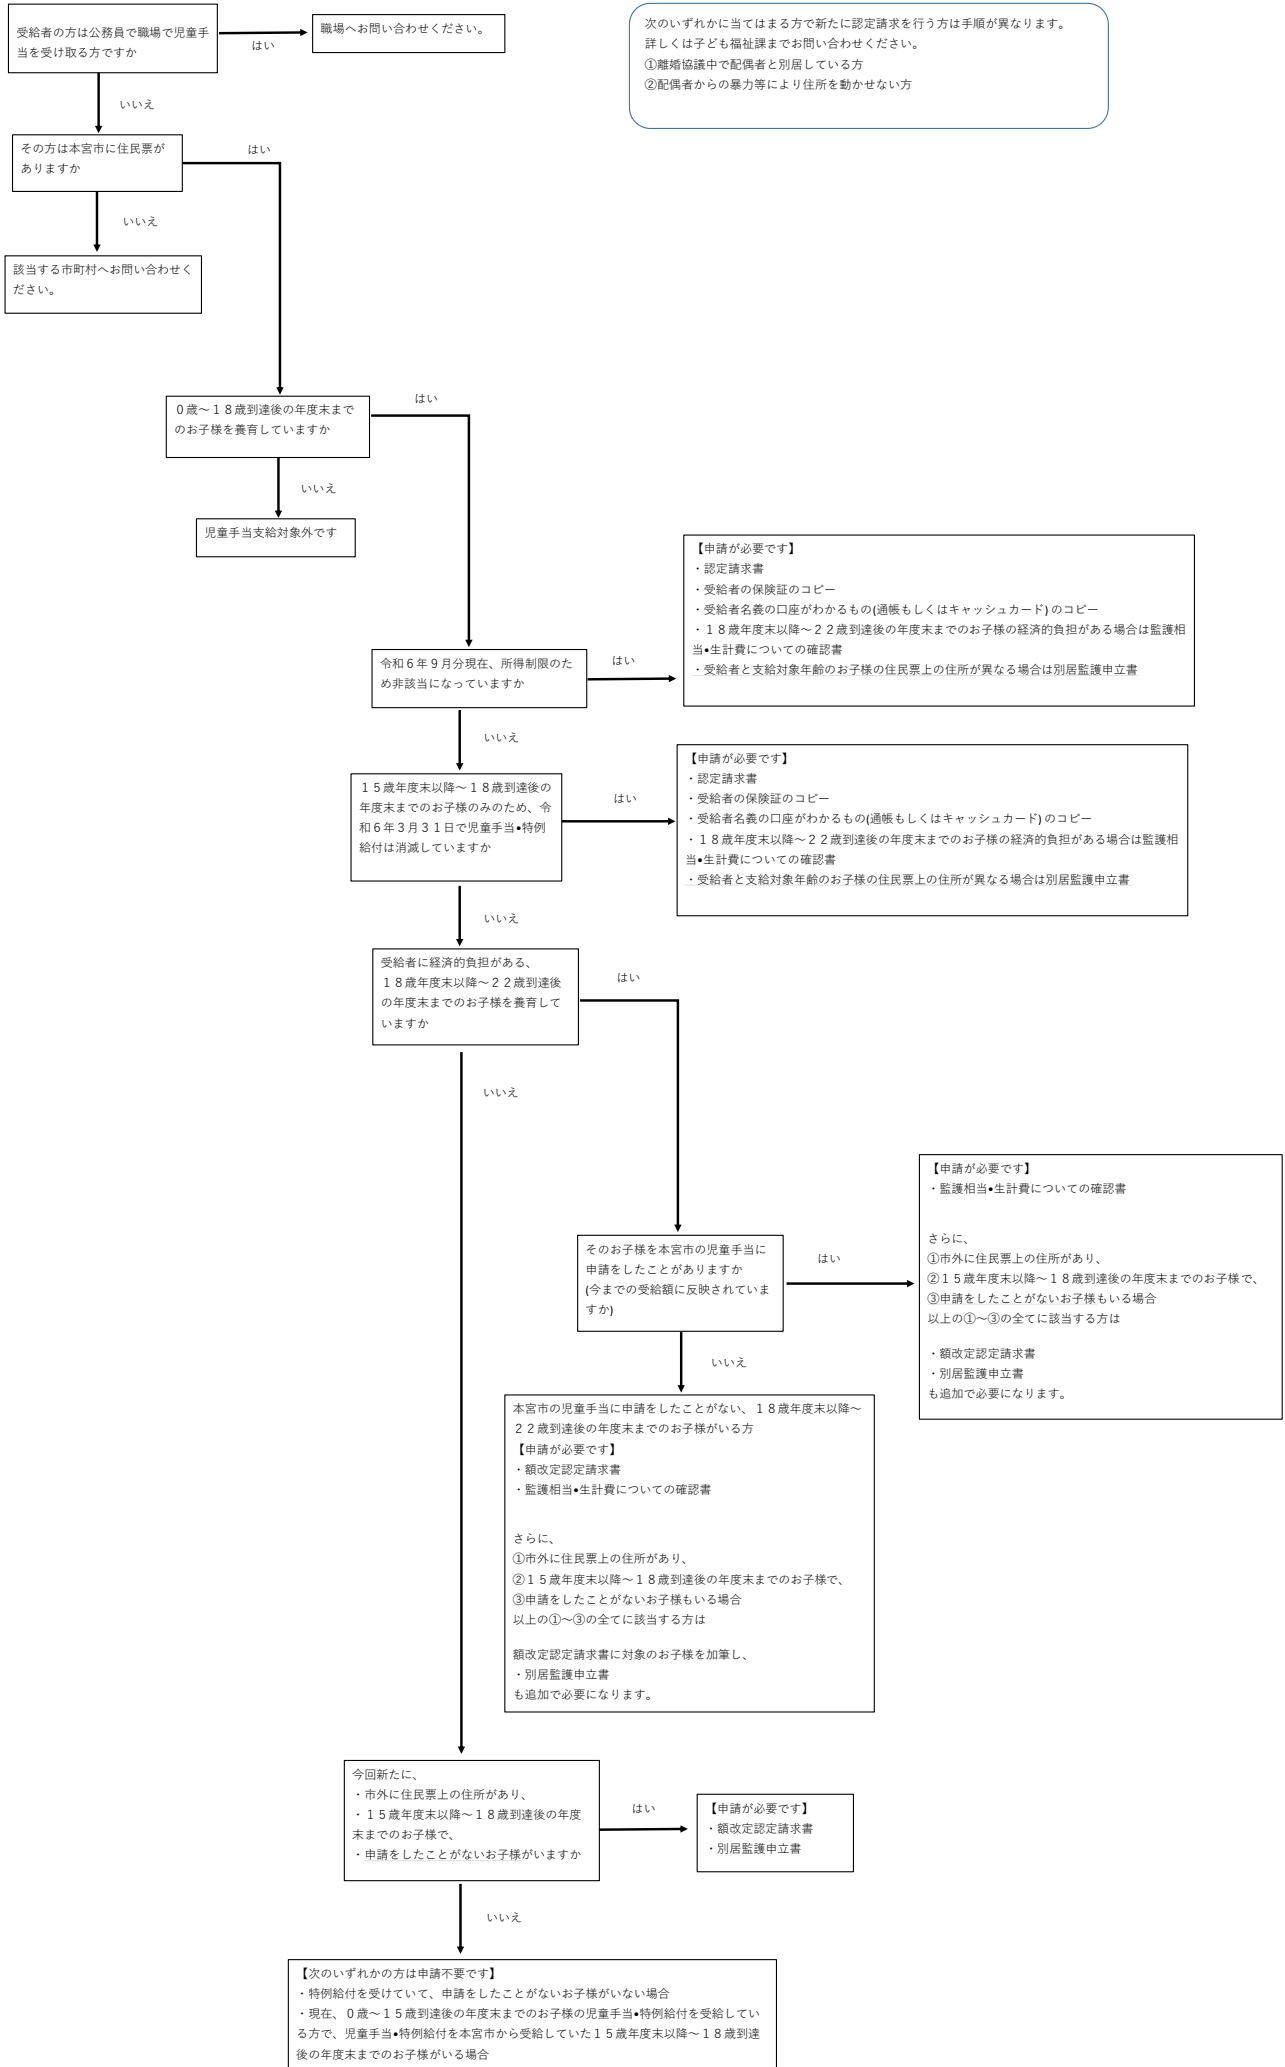 受給者の方は公務員で職場で児童手
当を受け取る方ですか
はい
職場へお問い合わせください。
次のいずれかに当てはまる方で新たに認定請求を行う方は手順が異なります。
詳しくは子ども福祉課までお問い合わせください。
①離婚協議中で配偶者と別居している方
②配偶者からの暴力等により住所を動かせない方
いいえ
その方は本宮市に住民票が
ありますか
はい
いいえ
該当する市町村へお問い合わせく
ださい。
0歳～18歳到達後の年度末まで
のお子様を養育していますか
はい
いいえ
児童手当支給対象外です
令和6年9月分現在、所得制限のた
め非該当になっていますか
はい
【申請が必要です】
・認定請求書
・受給者の保険証のコピー
・受給者名義の口座がわかるもの(通帳もしくはキャッシュカード)のコピー
・18歳年度末以降～22歳到達後の年度末までのお子様の経済的負担がある場合は監護相
当•生計費についての確認書
・受給者と支給対象年齢のお子様の住民票上の住所が異なる場合は別居監護申立書
いいえ
15歳年度末以降～18歳到達後の
年度末までのお子様のみのため、令
和6年3月31日で児童手当•特例
給付は消滅していますか
はい
【申請が必要です】
・認定請求書
・受給者の保険証のコピー
・受給者名義の口座がわかるもの(通帳もしくはキャッシュカード)のコピー
・18歳年度末以降～22歳到達後の年度末までのお子様の経済的負担がある場合は監護相
当•生計費についての確認書
・受給者と支給対象年齢のお子様の住民票上の住所が異なる場合は別居監護申立書
いいえ
受給者に経済的負担がある、
18歳年度末以降～22歳到達後
の年度末までのお子様を養育して
いますか
はい
いいえ
そのお子様を本宮市の児童手当に
申請をしたことがありますか
(今までの受給額に反映されていま
すか)
はい
【申請が必要です】
・監護相当•生計費についての確認書
さらに、
①市外に住民票上の住所があり、
②15歳年度末以降～18歳到達後の年度末までのお子様で、
③申請をしたことがないお子様もいる場合
以上の①～③の全てに該当する方は
・額改定認定請求書
・別居監護申立書
も追加で必要になります。
いいえ
本宮市の児童手当に申請をしたことがない、18歳年度末以降～
22歳到達後の年度末までのお子様がいる方
【申請が必要です】
・額改定認定請求書
・監護相当•生計費についての確認書
さらに、
①市外に住民票上の住所があり、
②15歳年度末以降～18歳到達後の年度末までのお子様で、
③申請をしたことがないお子様もいる場合
以上の①～③の全てに該当する方は
額改定認定請求書に対象のお子様を加筆し、
・別居監護申立書
も追加で必要になります。
今回新たに、
・市外に住民票上の住所があり、
・15歳年度末以降～18歳到達後の年度
末までのお子様で、
・申請をしたことがないお子様がいますか
はい
【申請が必要です】
・額改定認定請求書
・別居監護申立書
いいえ
【次のいずれかの方は申請不要です】
・特例給付を受けていて、申請をしたことがないお子様がいない場合
・現在、0歳～15歳到達後の年度末までのお子様の児童手当•特例給付を受給してい
る方で、児童手当•特例給付を本宮市から受給していた15歳年度末以降～18歳到達
後の年度末までのお子様がいる場合